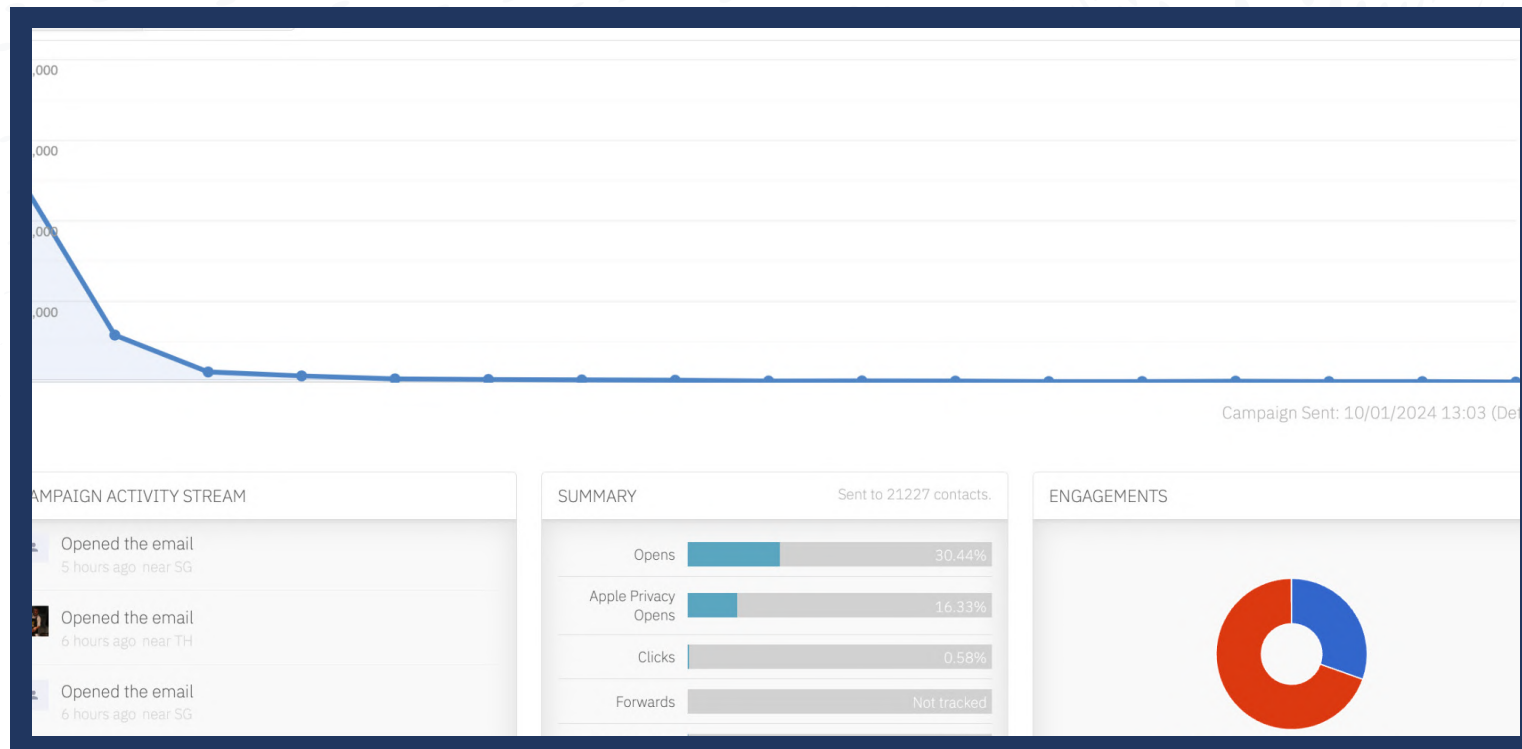 ,000
,000
,000
,000
Campaign Sent: 10/01/2024 13:03 (Det
AMPAIGN ACTIVITY STREAM
Opened the email
5 hours ago near SG
Opened the email
6 hours ago near TH
Opened the email
6 hours ago near SG
SUMMARY
Sent to 21227 contacts.
Opens
30.44%
Apple Privacy
Opens
16.33%
Clicks
0.58%
Forwards
Not tracked
ENGAGEMENTS